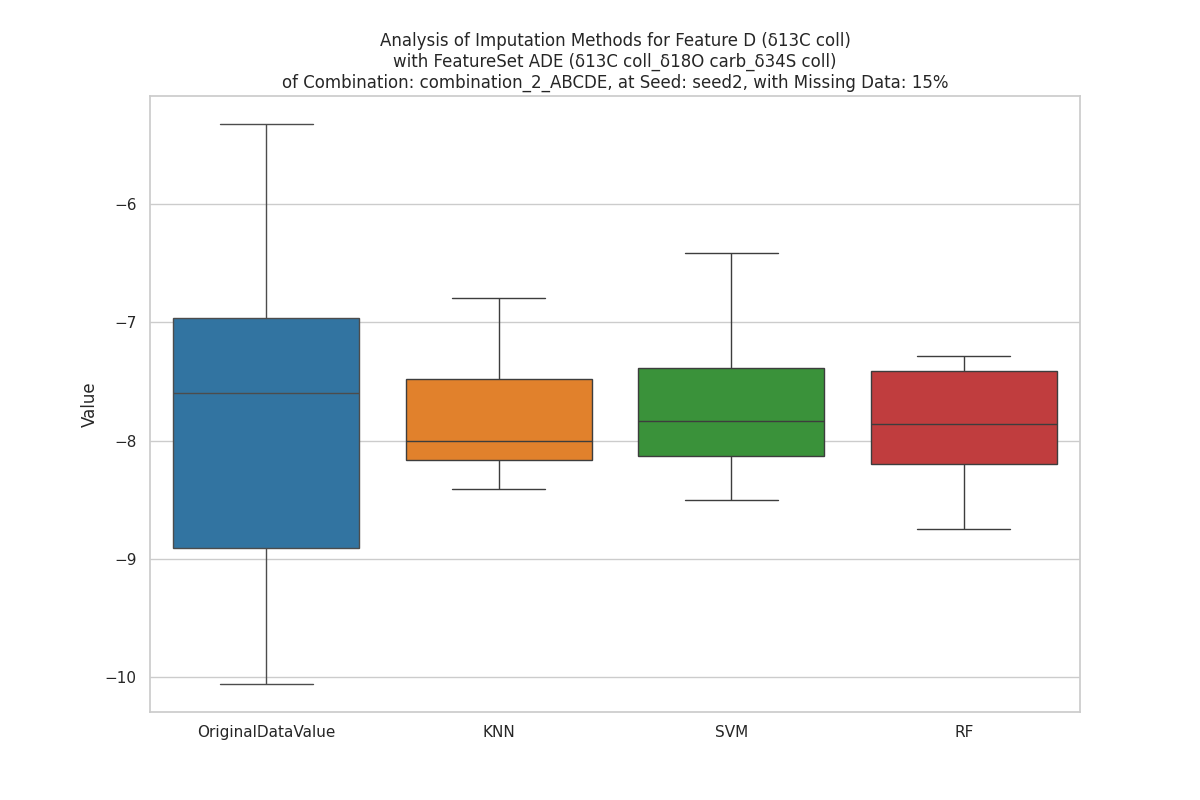 Analysis of Imputation Methods for Feature D (δ13C coll)
with FeatureSet ADE (δ13C coll_δ18O carb_δ34S coll)
of Combination: combination_2_ABCDE, at Seed: seed2, with Missing Data: 15%
Value
−6
−7
−8
−9
−10
OriginalDataValue
KNN
SVM
RF